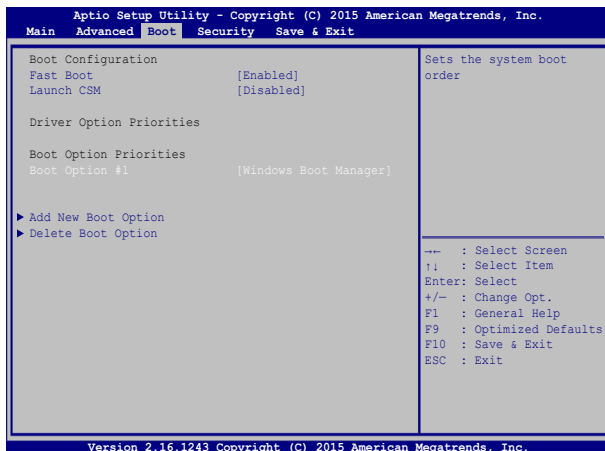 Aptio Setup Utility - Copyright (C) 2015 American Megatrends, Inc.
Main Advanced Boot Security Save & Exit
Boot Configuration
Fast Boot [Enabled]
Launch CSM [Disabled]
Driver Option Priorities
Boot Option Priorities
Boot Option #1 [Windows Boot Manager]
Add New Boot Option
Delete Boot Option
Sets the system boot
order
→← : Select Screen
↑↓ : Select Item
Enter: Select
+/— : Change Opt.
F1 : General Help
F9 : Optimized Defaults
F10 : Save & Exit
ESC : Exit
Version 2.16.1243 Copyright (C) 2015 American Megatrends, Inc.